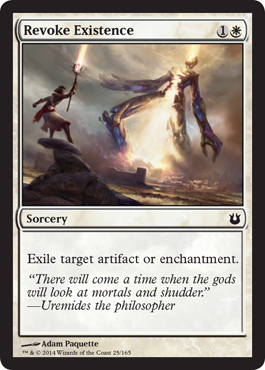 Revoke Existence 1
Sorcery
Exile target artifact or enchantment.
“There will come a time when the gods
will look at mortals and shudder.”
—Uremides the philosopher
Adam Paquette
™ & © 2014 Wizards of the Coast 25/165